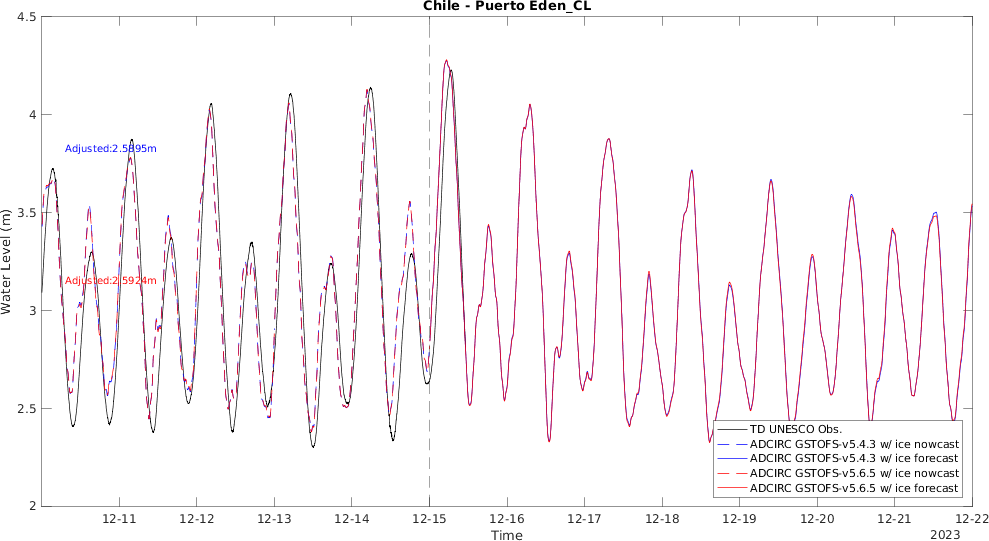 Chile - Puerto Eden_CL
4.5
4
3.5
3
2.5
2
Water Level (m)
Adjusted:2.5895m
Adjusted:2.5924m
TD UNESCO Obs.
ADCIRC GSTOFS-v5.4.3 w/ ice nowcast
ADCIRC GSTOFS-v5.4.3 w/ ice forecast
ADCIRC GSTOFS-v5.6.5 w/ ice nowcast
ADCIRC GSTOFS-v5.6.5 w/ ice forecast
12-11 12-12 12-13 12-14 12-15 12-16 12-17 12-18 12-19 12-20 12-21 12-22
Time
2023